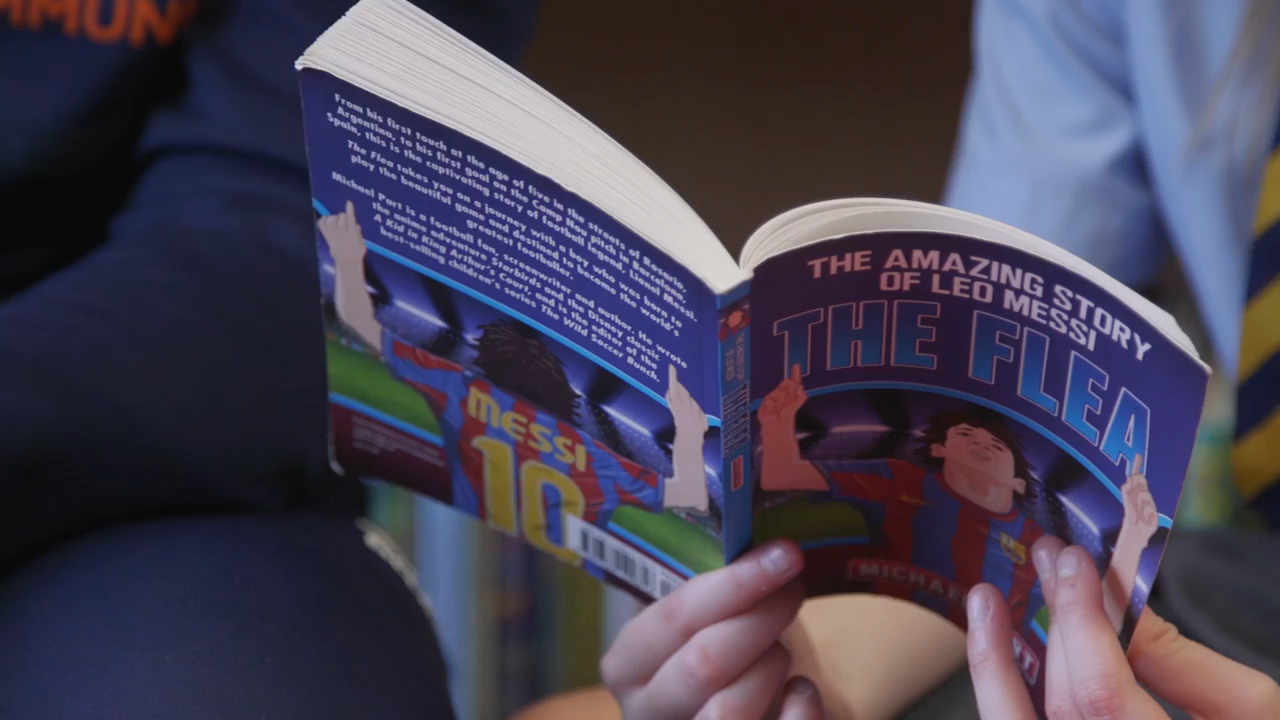 MMUN
From his first touch at the age of five in the streets of Rosario,
Argentina, to his first goal on the Camp Nou pitch in Barcelona,
Spain, this is the captivating story of football legend, Lionel Messi.
The Flea takes you on a journey with a boy who was born to
play the beautiful game and destined to become the world's
greatest footballer.
Michael Part is a football fan, screenwriter and author. He wrote
the anime adventure Starbirds and the Disney classic
A Kid in King Arthur's Court, and is the editor of the
best-selling children's series The Wild Soccer Bunch.
MESSI
10
THE AMAZING STORY
OF LEO MESSI
THE FLEA
MICHAE
RT